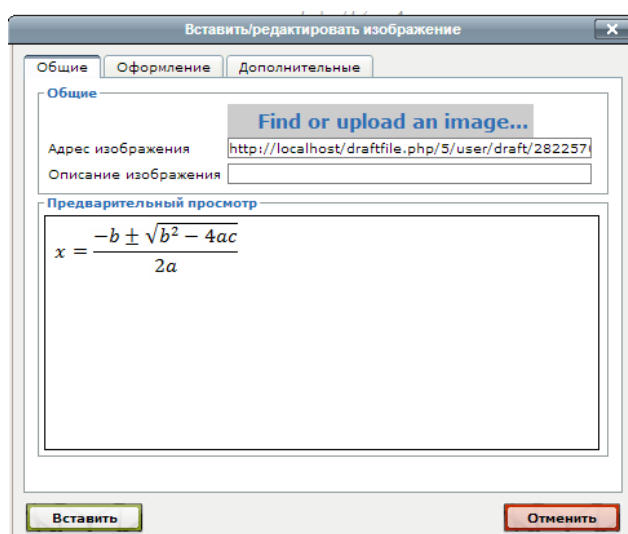 Вставить/редактировать изображение
Общие Оформление Дополнительные
Общие
Find or upload an image...
Адрес изображения http://localhost/draftfile.php/5/user/draft/282257
Описание изображения
Предварительный просмотр
x = (-b ± √(b² − 4ac)) / 2a
Вставить Отменить